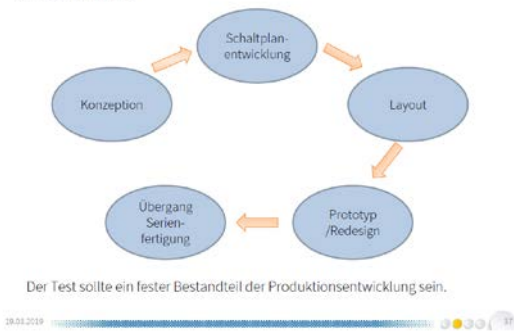 Schaltplan-
entwicklung
Konzeption
Layout
Übergang
Serien-
fertigung
Prototyp
/Redesign
Der Test sollte ein fester Bestandteil der Produktionsentwicklung sein.
19.03.2019
37